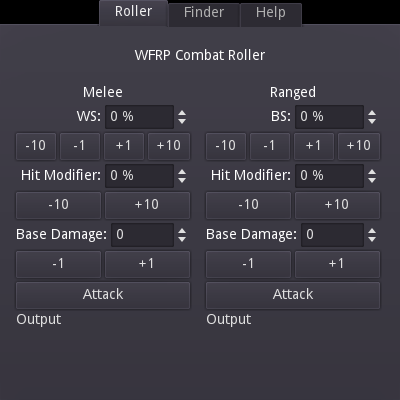 Roller Finder Help
WFRP Combat Roller
Melee Ranged
WS: 0 % BS: 0 %
-10 -1 +1 +10 -10 -1 +1 +10
Hit Modifier: 0 % Hit Modifier: 0 %
-10 +10 -10 +10
Base Damage: 0 Base Damage: 0
-1 +1 -1 +1
Attack Attack
Output Output